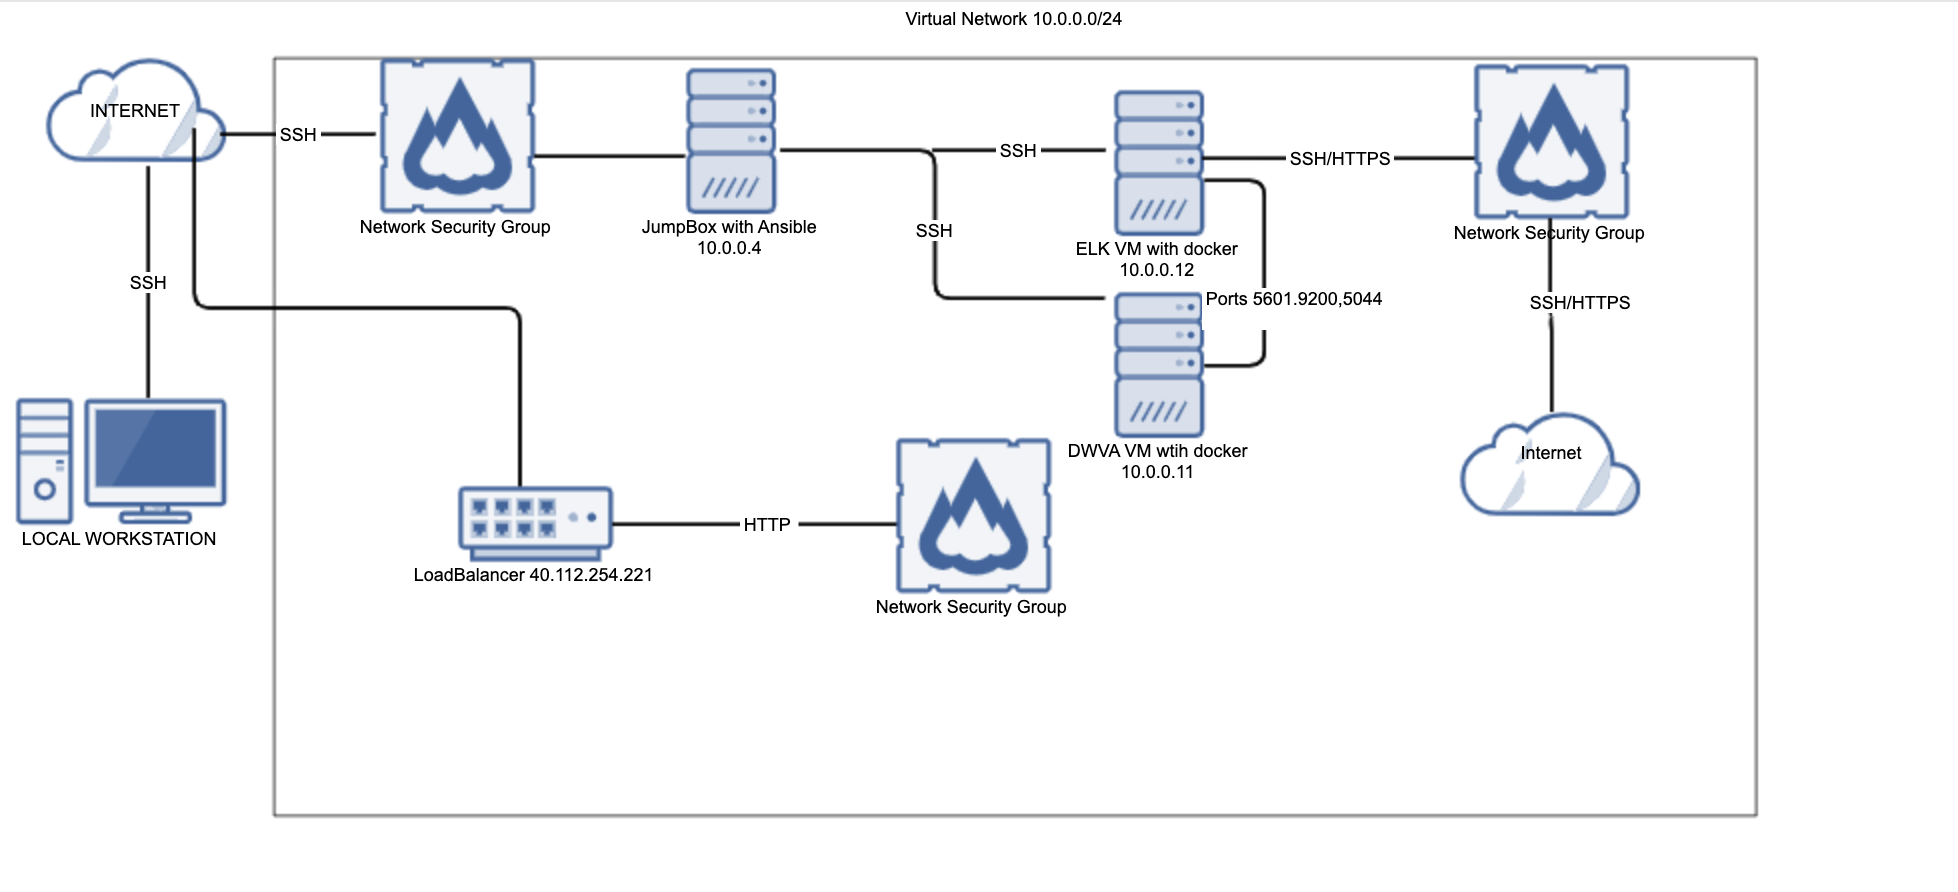 Virtual Network 10.0.0.0/24
INTERNET
SSH
Network Security Group
JumpBox with Ansible
10.0.0.4
SSH
SSH
ELK VM with docker
10.0.0.12
SSH/HTTPS
Network Security Group
SSH
Ports 5601.9200,5044
SSH/HTTPS
LOCAL WORKSTATION
DWVA VM wtih docker
10.0.0.11
Internet
LoadBalancer 40.112.254.221
HTTP
Network Security Group